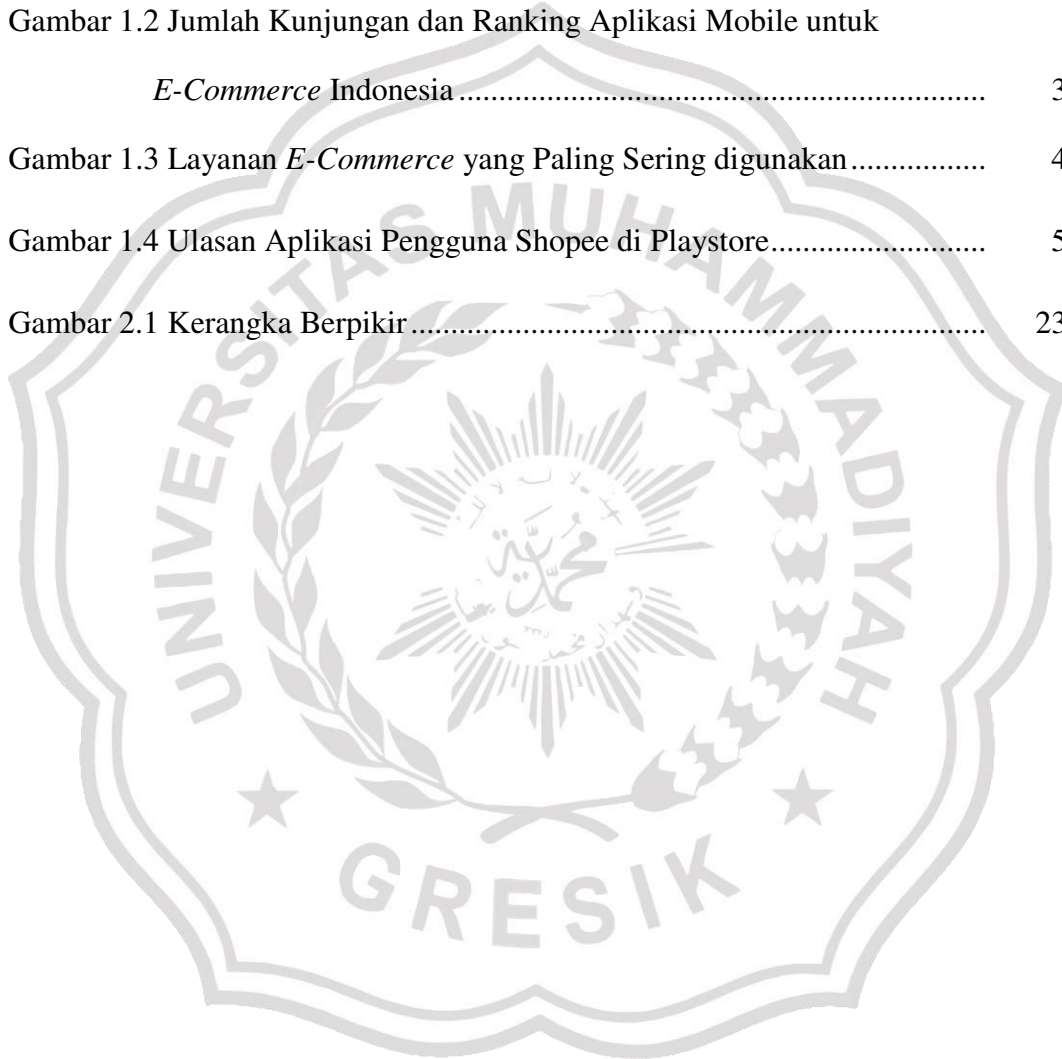 Gambar 1.2 Jumlah Kunjungan dan Ranking Aplikasi Mobile untuk
E-Commerce Indonesia ........................................................................... 3
Gambar 1.3 Layanan E-Commerce yang Paling Sering digunakan ................. 4
Gambar 1.4 Ulasan Aplikasi Pengguna Shopee di Playstore ........................... 5
Gambar 2.1 Kerangka Berpikir ........................................................................ 23
UNIVERSITAS MUHAMMADIYAH
GRESIK